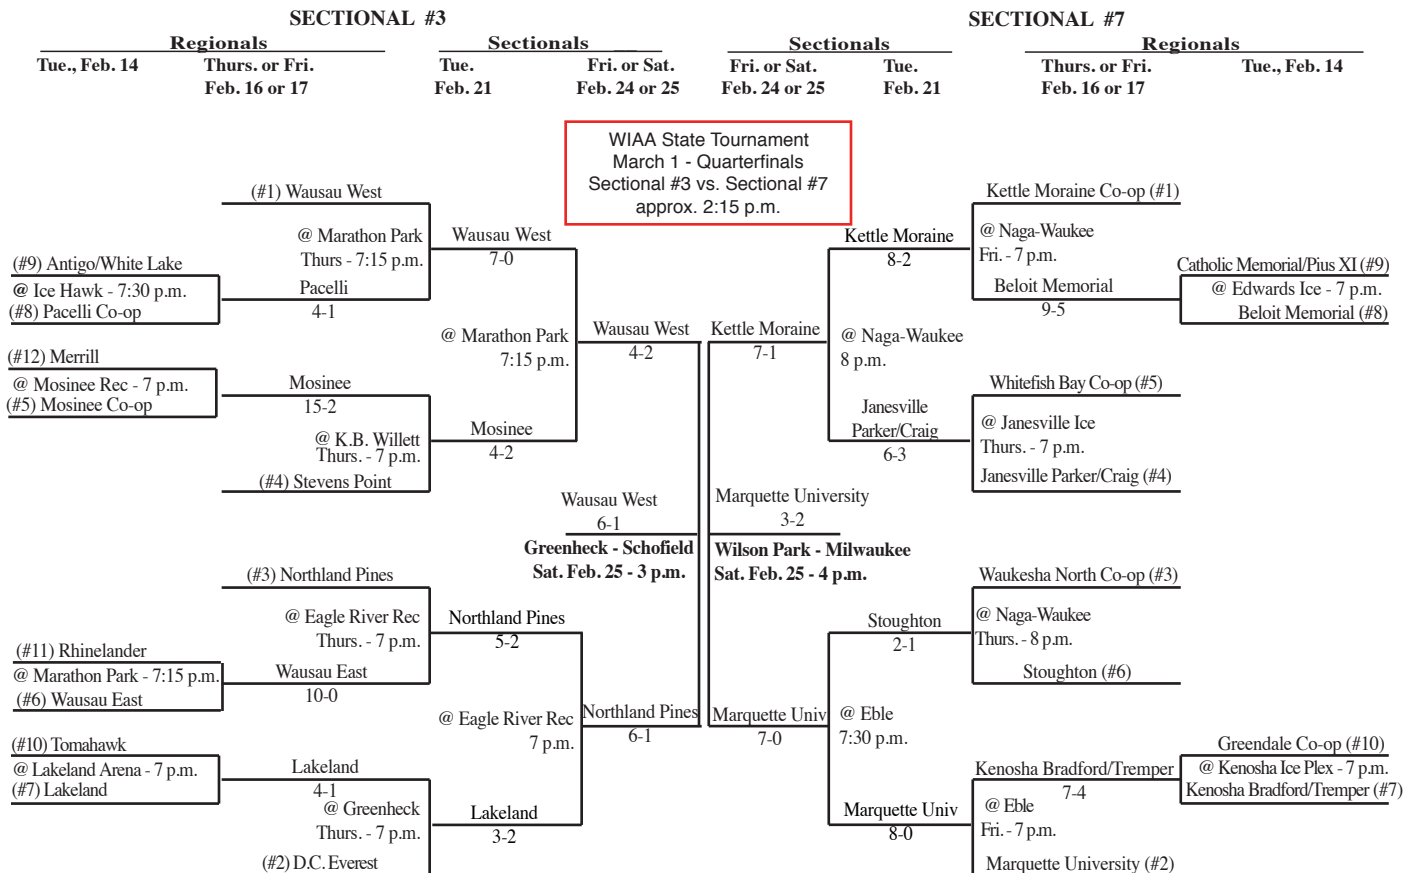 SECTIONAL #3
Regionals
Sectionals
Tue., Feb. 14
Thurs. or Fri.
Feb. 16 or 17
Tue.
Feb. 21
Fri. or Sat.
Feb. 24 or 25
SECTIONAL #7
Sectionals
Regionals
Fri. or Sat.
Feb. 24 or 25
Tue.
Feb. 21
Thurs. or Fri.
Feb. 16 or 17
Tue., Feb. 14
WIAA State Tournament
March 1 - Quarterfinals
Sectional #3 vs. Sectional #7
approx. 2:15 p.m.
(#1) Wausau West
@ Marathon Park
Thurs - 7:15 p.m.
(#9) Antigo/White Lake
@ Ice Hawk - 7:30 p.m.
(#8) Pacelli Co-op
Pacelli
4-1
Wausau West
7-0
(#12) Merrill
@ Mosinee Rec - 7 p.m.
(#5) Mosinee Co-op
Mosinee
15-2
@ K.B. Willett
Thurs. - 7 p.m.
(#4) Stevens Point
@ Marathon Park
7:15 p.m.
Mosinee
4-2
Wausau West
4-2
Wausau West
6-1
Greenheck - Schofield
Sat. Feb. 25 - 3 p.m.
(#3) Northland Pines
@ Eagle River Rec
Thurs. - 7 p.m.
(#11) Rhinelander
@ Marathon Park - 7:15 p.m.
(#6) Wausau East
Wausau East
10-0
Northland Pines
5-2
@ Eagle River Rec
7 p.m.
Northland Pines
6-1
(#10) Tomahawk
@ Lakeland Arena - 7 p.m.
(#7) Lakeland
Lakeland
4-1
@ Greenheck
Thurs. - 7 p.m.
(#2) D.C. Everest
Lakeland
3-2
Kettle Moraine Co-op (#1)
@ Naga-Waukee
Fri. - 7 p.m.
Catholic Memorial/Pius XI (#9)
@ Edwards Ice - 7 p.m.
Beloit Memorial (#8)
Beloit Memorial
9-5
Kettle Moraine
8-2
Kettle Moraine
7-1
@ Naga-Waukee
8 p.m.
Whitefish Bay Co-op (#5)
@ Janesville Ice
Thurs. - 7 p.m.
Janesville Parker/Craig (#4)
Janesville
Parker/Craig
6-3
Marquette University
3-2
Wilson Park - Milwaukee
Sat. Feb. 25 - 4 p.m.
Waukesha North Co-op (#3)
@ Naga-Waukee
Thurs. - 8 p.m.
Stoughton (#6)
Stoughton
2-1
Marquette Univ
7-0
@ Eble
7:30 p.m.
Greendale Co-op (#10)
@ Kenosha Ice Plex - 7 p.m.
Kenosha Bradford/Tremper (#7)
Kenosha Bradford/Tremper
7-4
@ Eble
Fri. - 7 p.m.
Marquette University (#2)
Marquette Univ
8-0